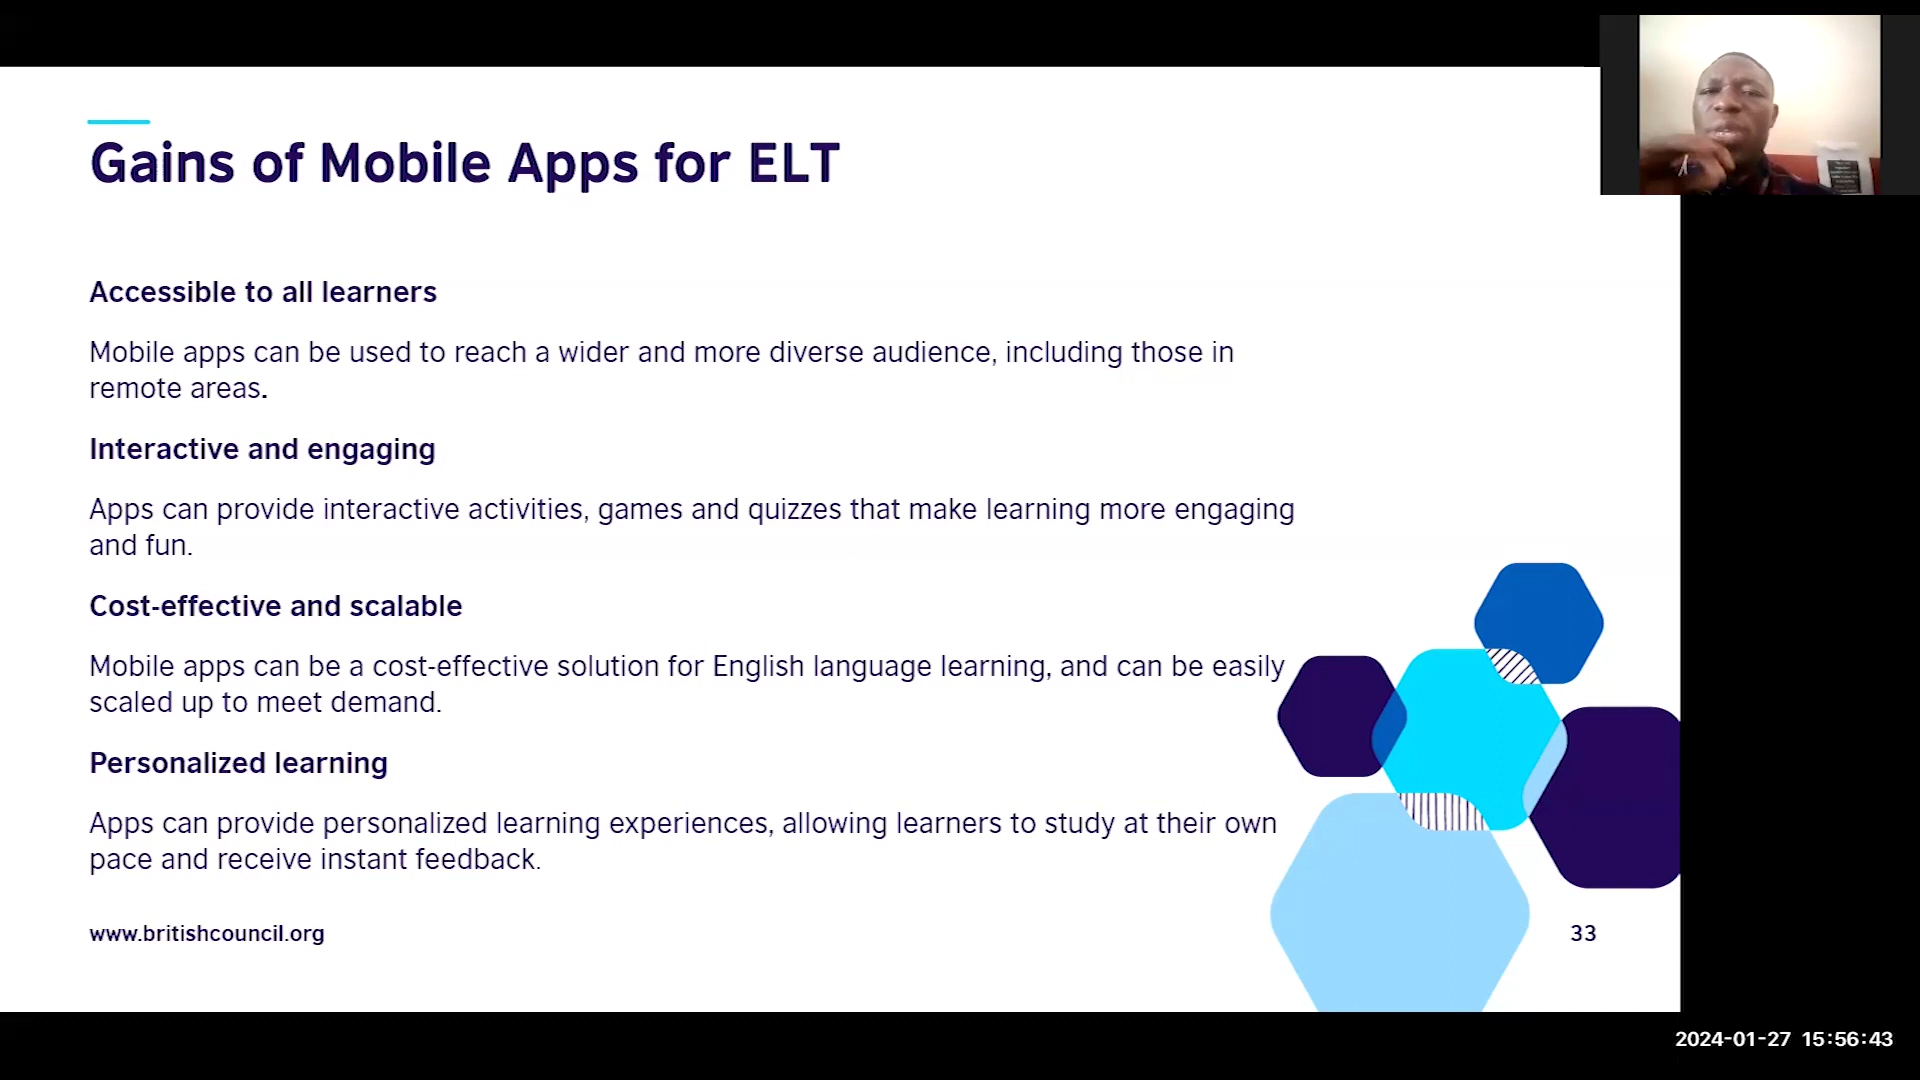 Gains of Mobile Apps for ELT
Accessible to all learners
Mobile apps can be used to reach a wider and more diverse audience, including those in
remote areas.
Interactive and engaging
Apps can provide interactive activities, games and quizzes that make learning more engaging
and fun.
Cost-effective and scalable
Mobile apps can be a cost-effective solution for English language learning, and can be easily
scaled up to meet demand.
Personalized learning
Apps can provide personalized learning experiences, allowing learners to study at their own
pace and receive instant feedback.
www.britishcouncil.org
33
2024-01-27 15:56:43